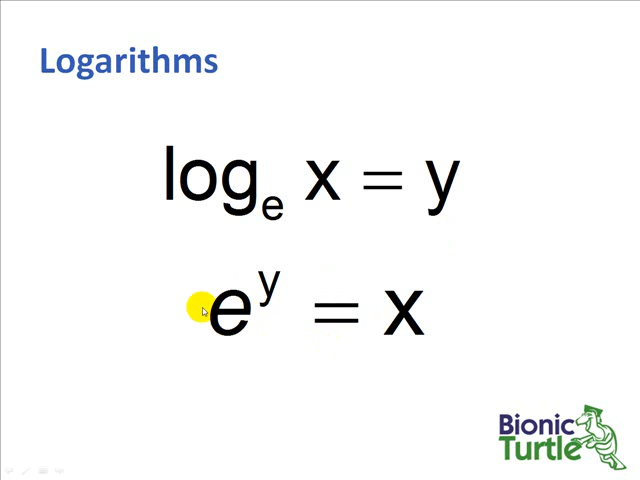 Logarithms
logₑ x = y
eʸ = x
Bionic
Turtle